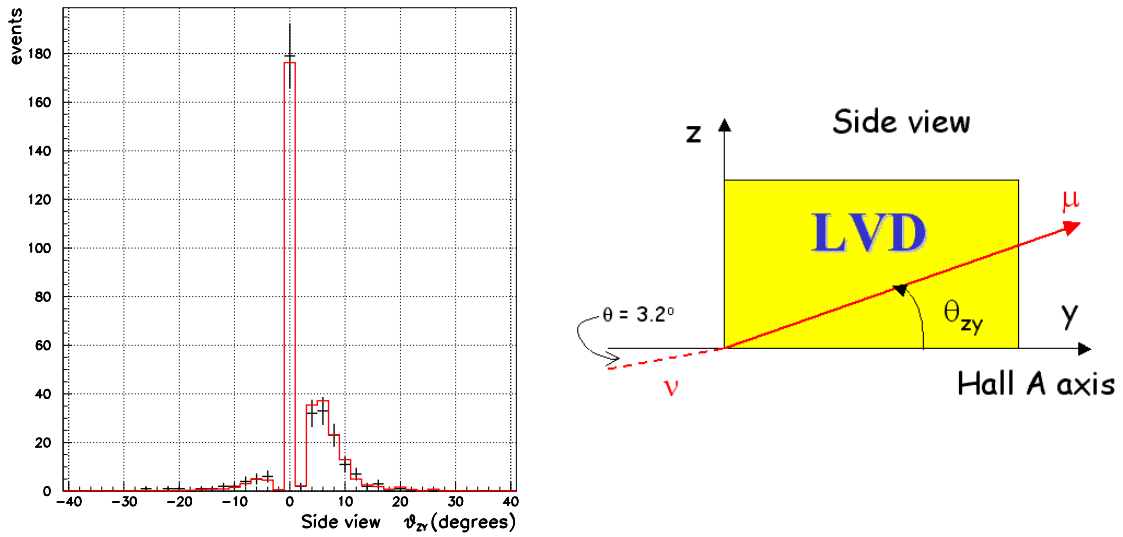 events
180
160
140
120
100
80
60
40
20
0
−40 −30 −20 −10 0 10 20 30 40
Side view ϑZY (degrees)
Side view
z
LVD
μ
θ = 3.2º
θzy
y
ν
Hall A axis